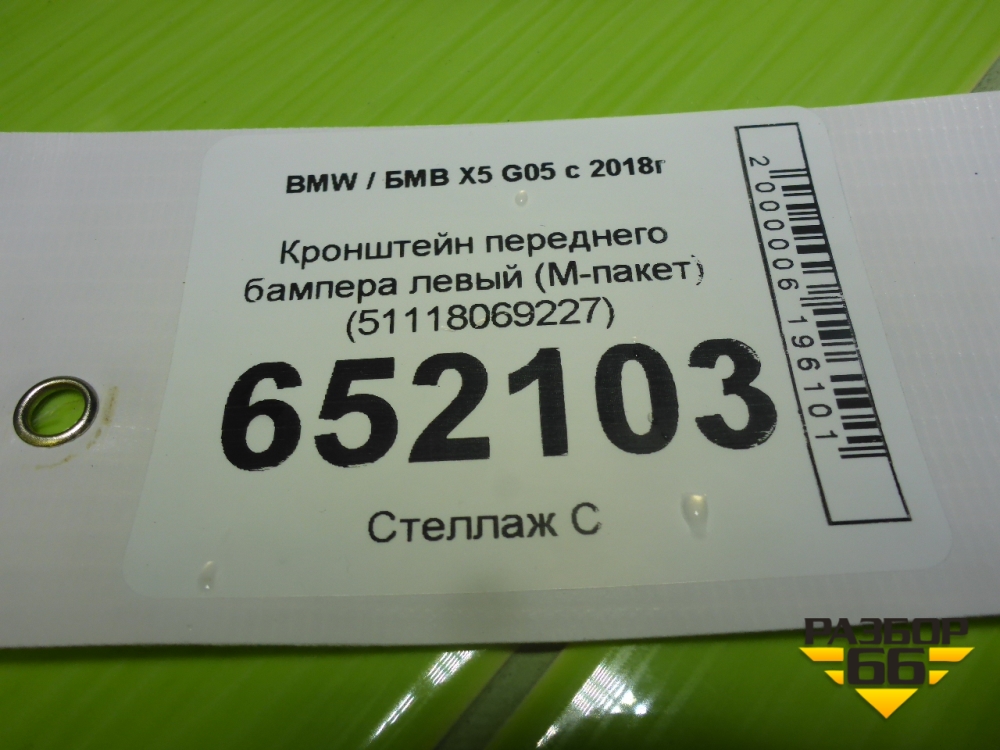 BMW / БМВ X5 G05 с 2018г
Кронштейн переднего
бампера левый (М-пакет)
(51118069227)
652103
Стеллаж С
2000006196101
РАЗБОР
66